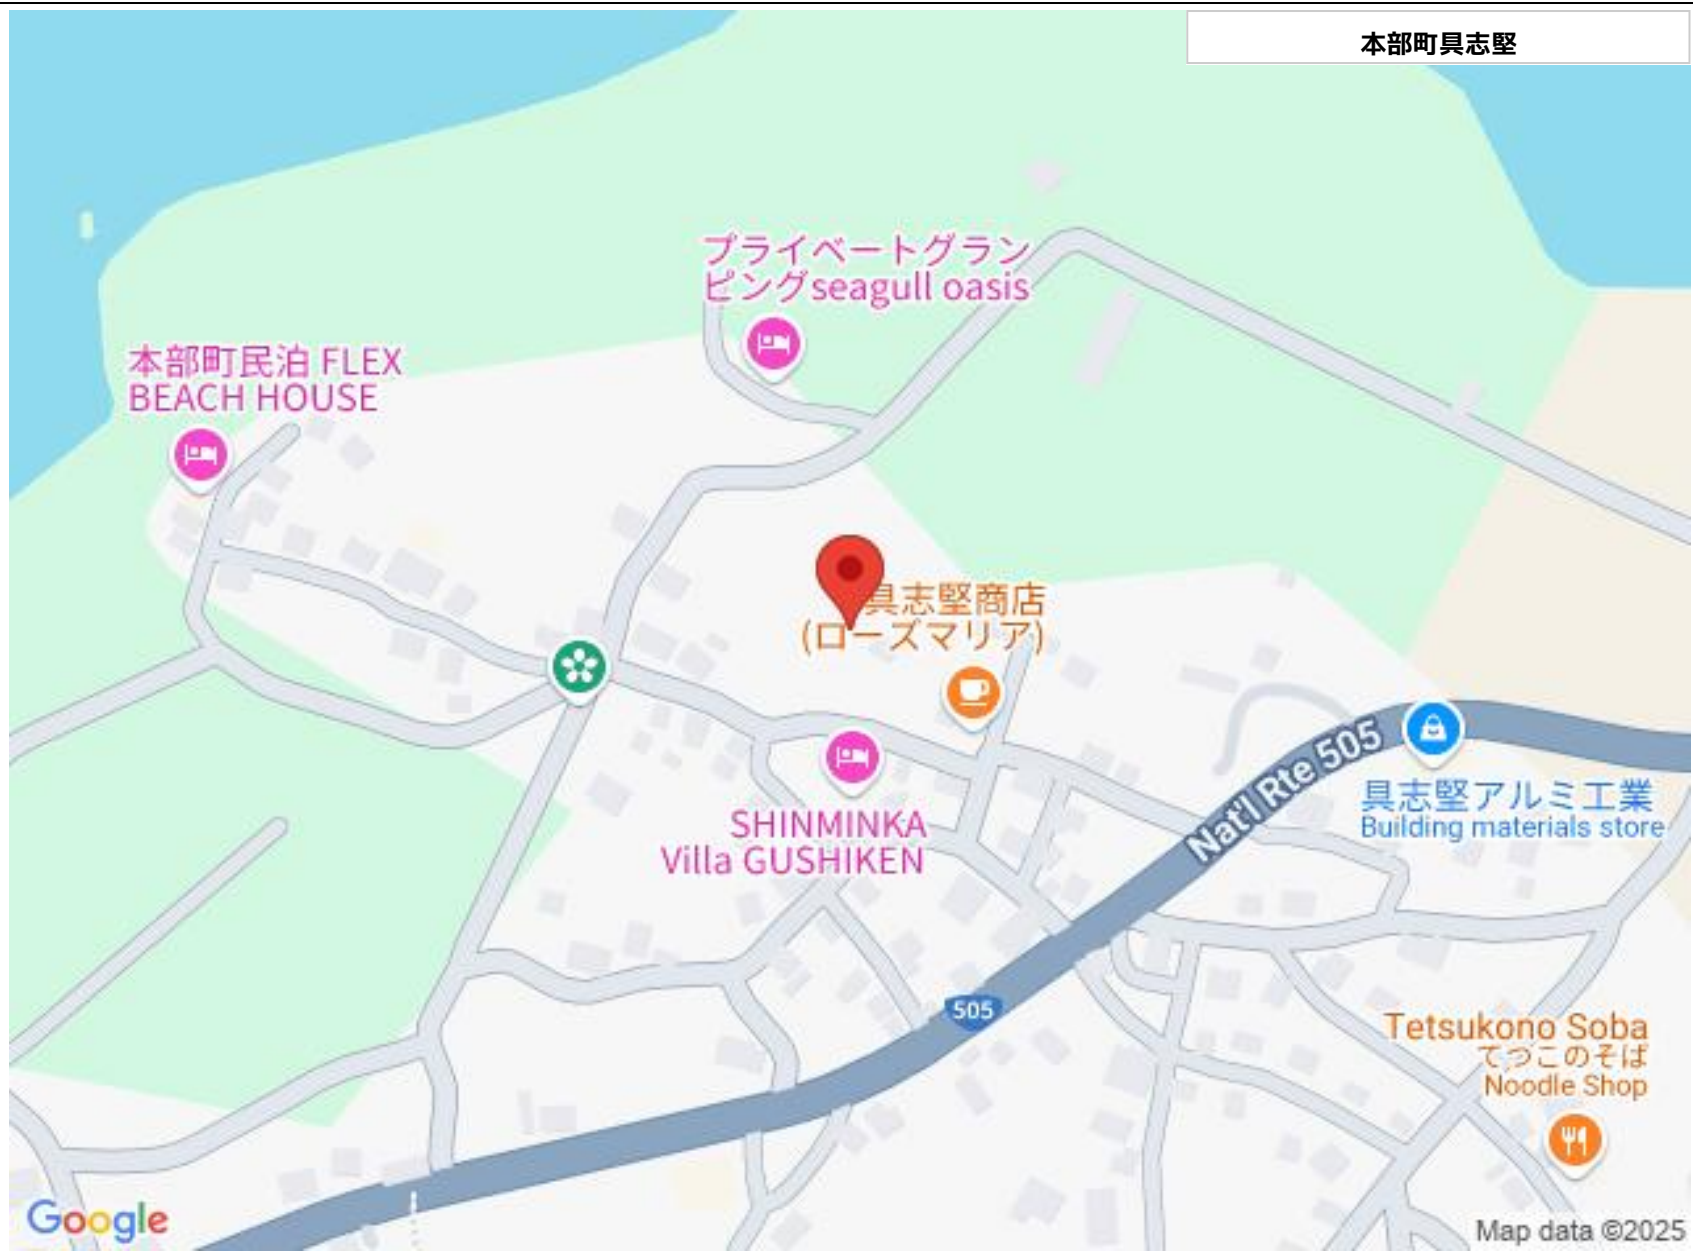 本部町具志堅
プライベートグラン
ピングseagull oasis
本部町民泊 FLEX
BEACH HOUSE
具志堅商店
(ローズマリア)
Nat'l Rte 505
具志堅アルミ工業
Building materials store
SHINMINKA
Villa GUSHIKEN
505
Tetsukono Soba
てつこのそば
Noodle Shop
Google
Map data ©2025